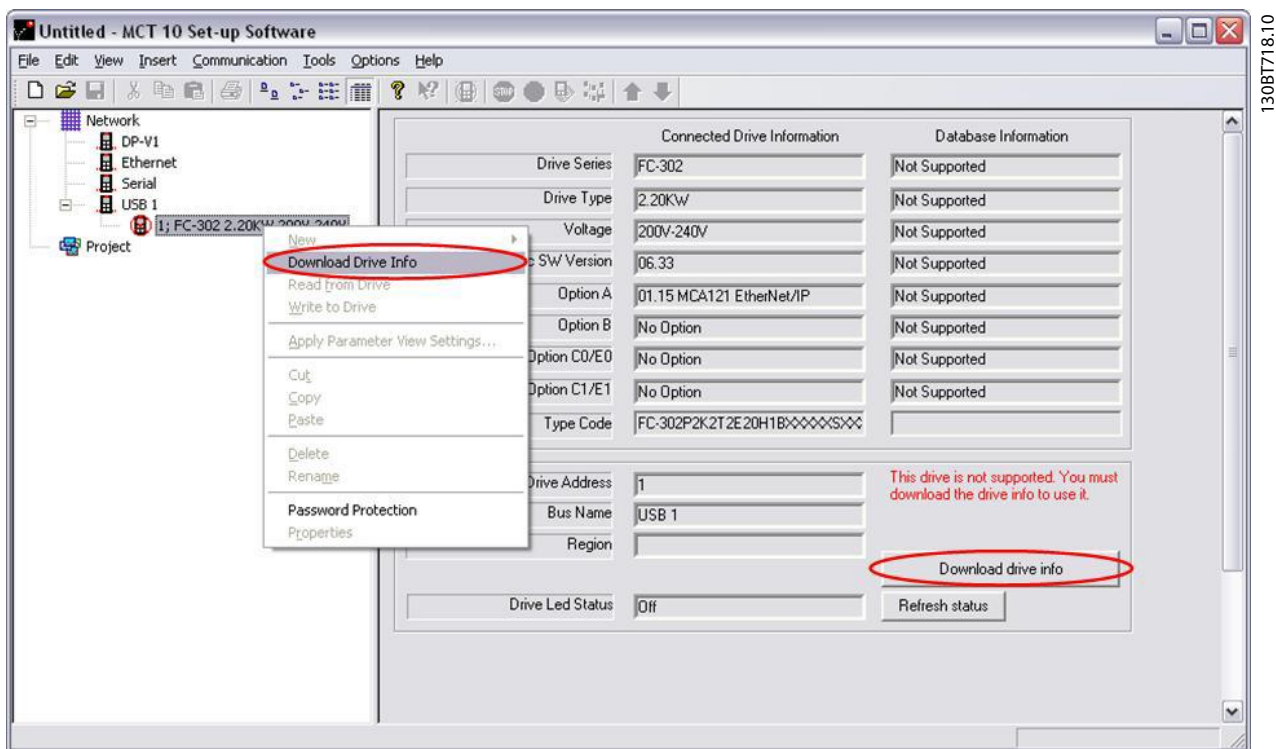 Untitled - MCT 10 Set-up Software
130BT718.10
File Edit View Insert Communication Tools Options Help
Network
DP-V1
Ethernet
Serial
USB 1
1; FC-302 2.20KW 200V-240V
Project
New
Download Drive Info
Read from Drive
Write to Drive
Apply Parameter View Settings...
Cut
Copy
Paste
Delete
Rename
Password Protection
Properties
Connected Drive Information Database Information
Drive Series FC-302 Not Supported
Drive Type 2.20KW Not Supported
Voltage 200V-240V Not Supported
c SW Version 06.33 Not Supported
Option A 01.15 MCA121 EtherNet/IP Not Supported
Option B No Option Not Supported
Option C0/E0 No Option Not Supported
Option C1/E1 No Option Not Supported
Type Code FC-302P2K2T2E20H1BXXXXXSXX
Drive Address 1
Bus Name USB 1
Region
This drive is not supported. You must
download the drive info to use it.
Download drive info
Drive Led Status Off Refresh status